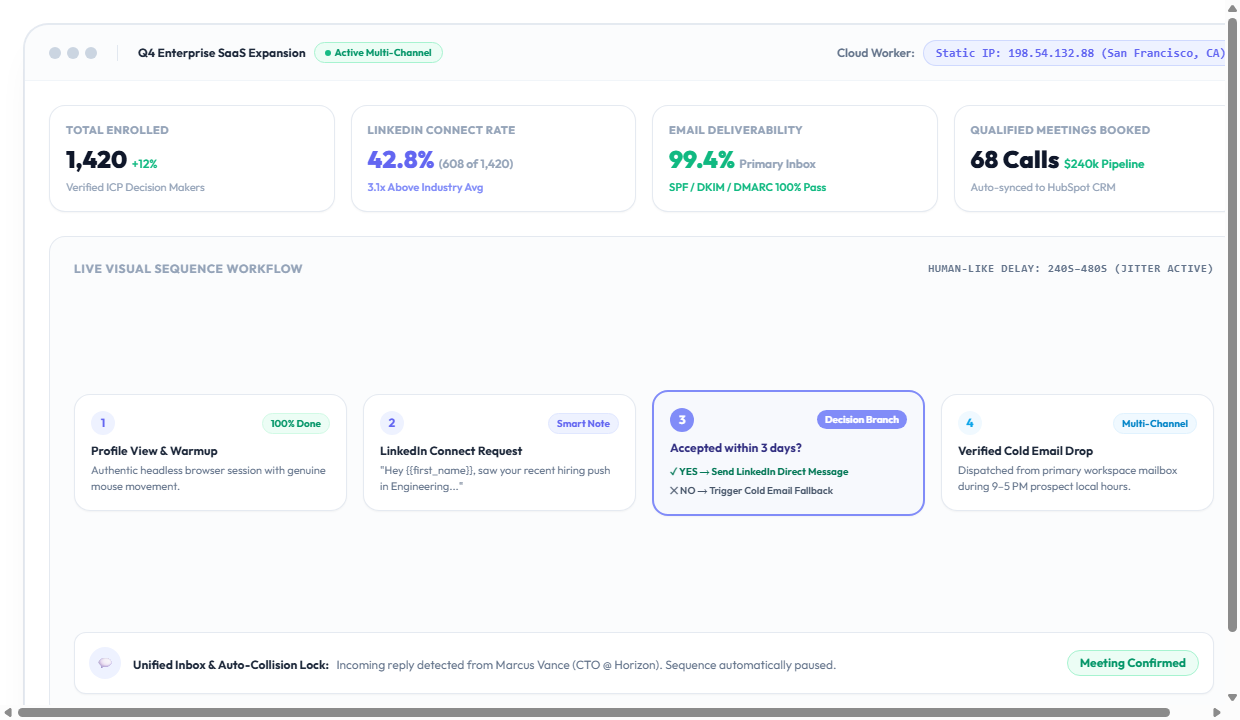 Q4 Enterprise SaaS Expansion
Active Multi-Channel
Cloud Worker:
Static IP: 198.54.132.88 (San Francisco, CA)
TOTAL ENROLLED
1,420 +12%
Verified ICP Decision Makers
LINKEDIN CONNECT RATE
42.8% (608 of 1,420)
3.1x Above Industry Avg
EMAIL DELIVERABILITY
99.4% Primary Inbox
SPF / DKIM / DMARC 100% Pass
QUALIFIED MEETINGS BOOKED
68 Calls $240k Pipeline
Auto-synced to HubSpot CRM
LIVE VISUAL SEQUENCE WORKFLOW
HUMAN-LIKE DELAY: 240S–480S (JITTER ACTIVE)
1
100% Done
Profile View & Warmup
Authentic headless browser session with genuine
mouse movement.
2
Smart Note
LinkedIn Connect Request
"Hey {{first_name}}, saw your recent hiring push
in Engineering..."
3
Decision Branch
Accepted within 3 days?
✓ YES → Send LinkedIn Direct Message
✕ NO → Trigger Cold Email Fallback
4
Multi-Channel
Verified Cold Email Drop
Dispatched from primary workspace mailbox
during 9–5 PM prospect local hours.
Unified Inbox & Auto-Collision Lock: Incoming reply detected from Marcus Vance (CTO @ Horizon). Sequence automatically paused.
Meeting Confirmed